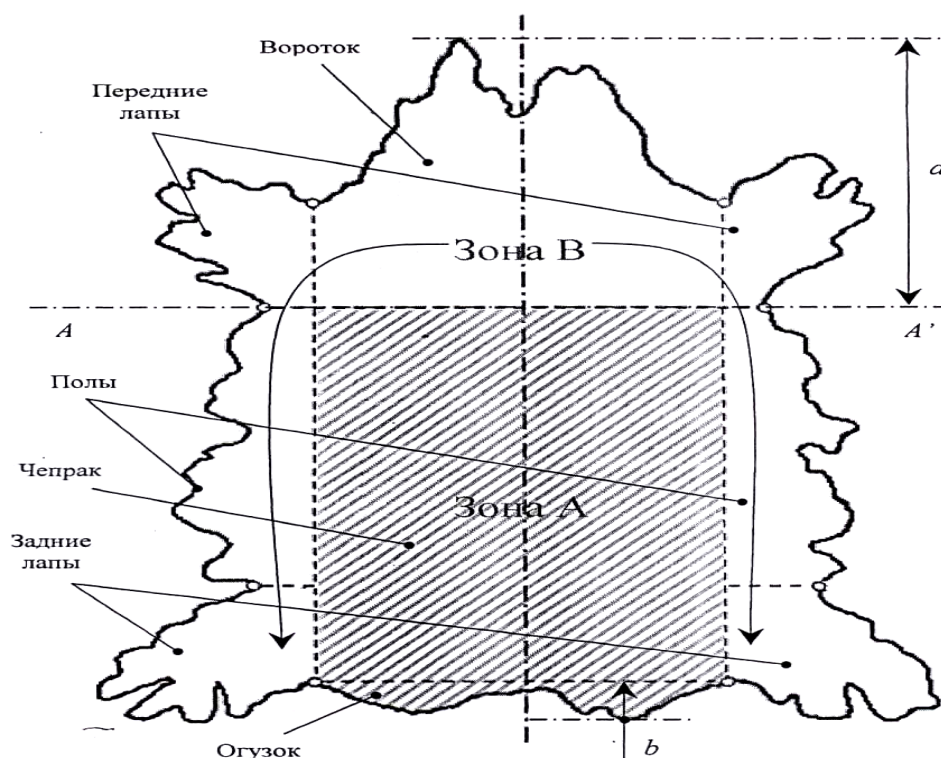 Вороток
Передние
лапы
a
Зона В
A
A’
Полы
Чепрак
Зона А
Задние
лапы
Огузок
b